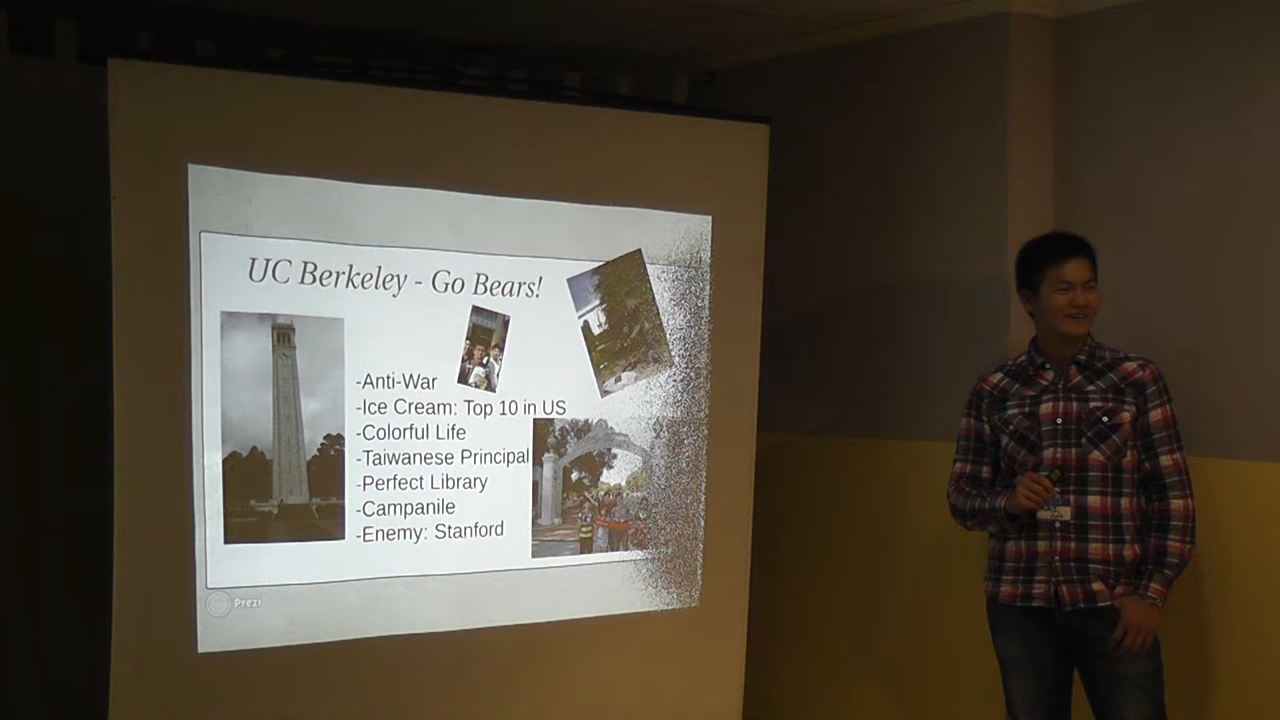 UC Berkeley - Go Bears!
-Anti-War
-Ice Cream: Top 10 in US
-Colorful Life
-Taiwanese Principal
-Perfect Library
-Campanile
-Enemy: Stanford
Prezi